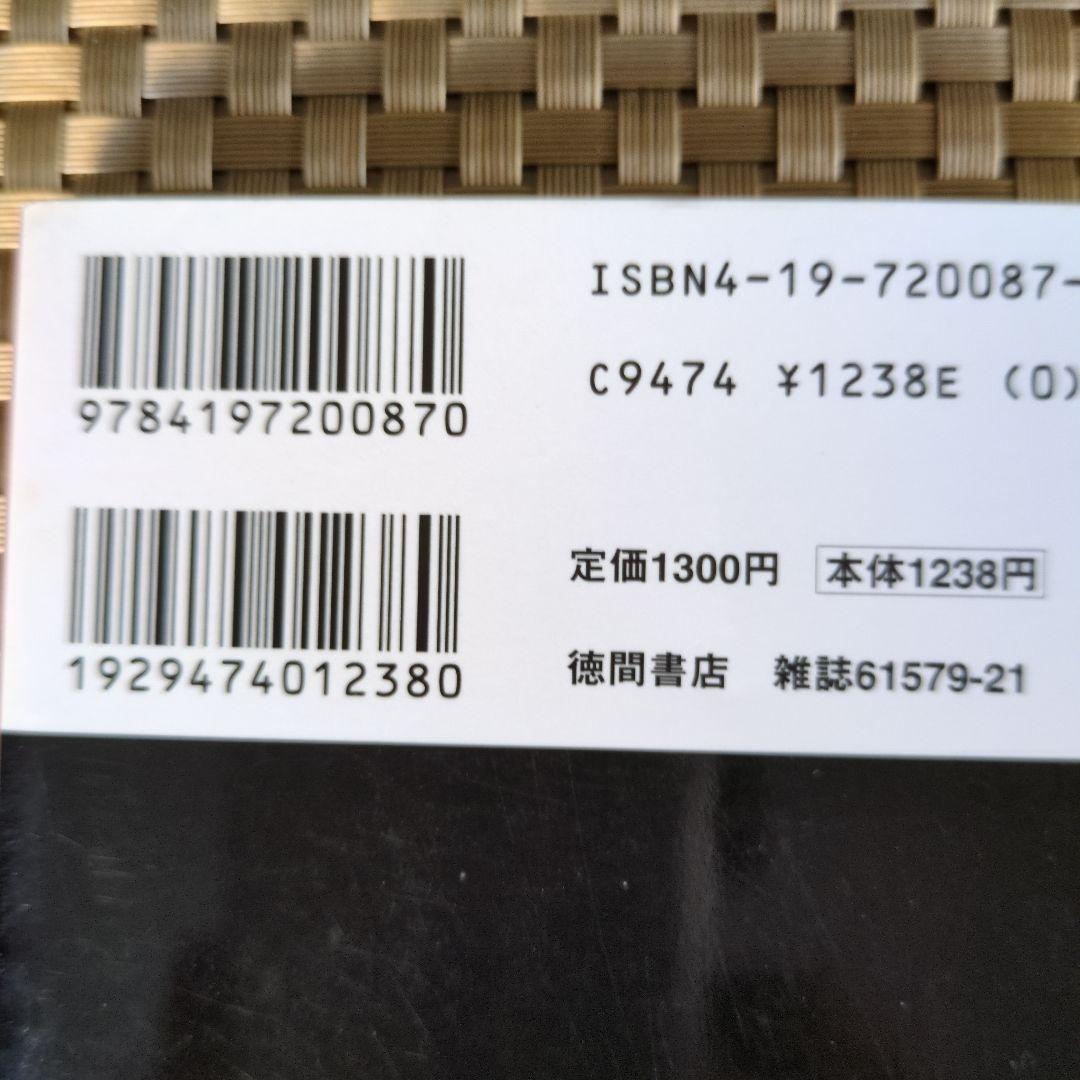 9784197200870
ISBN4-19-720087-
C9474 ¥1238E (0)
1929474012380
定価1300円 本体1238円
徳間書店 雑誌61579-21